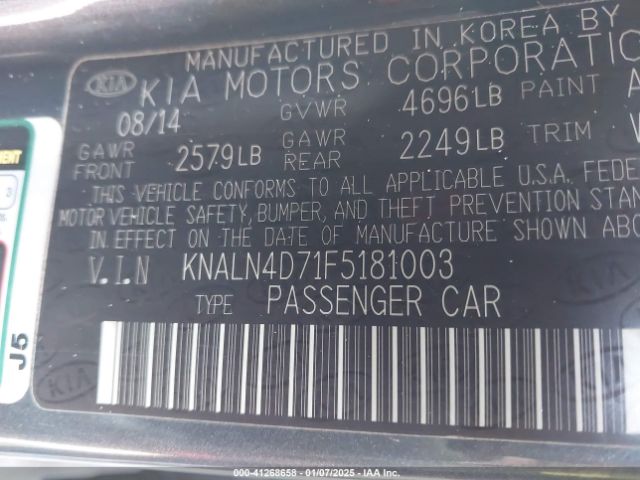 MANUFACTURED IN KOREA BY
KIA KIA MOTORS CORPORATIO
08/14 GVWR 4696LB PAINT A
GAWR FRONT 2579LB GAWR REAR 2249LB TRIM
THIS VEHICLE CONFORMS TO ALL APPLICABLE U.S.A. FEDE
MOTOR VEHICLE SAFETY, BUMPER, AND THEFT PREVENTION STAN
IN EFFECT ON THE DATE OF MANUFACTURE SHOWN ABO
V.I.N KNALN4D71F5181003
TYPE PASSENGER CAR
J5
KIA
000-41268658 - 01/07/2025 - IAA Inc.